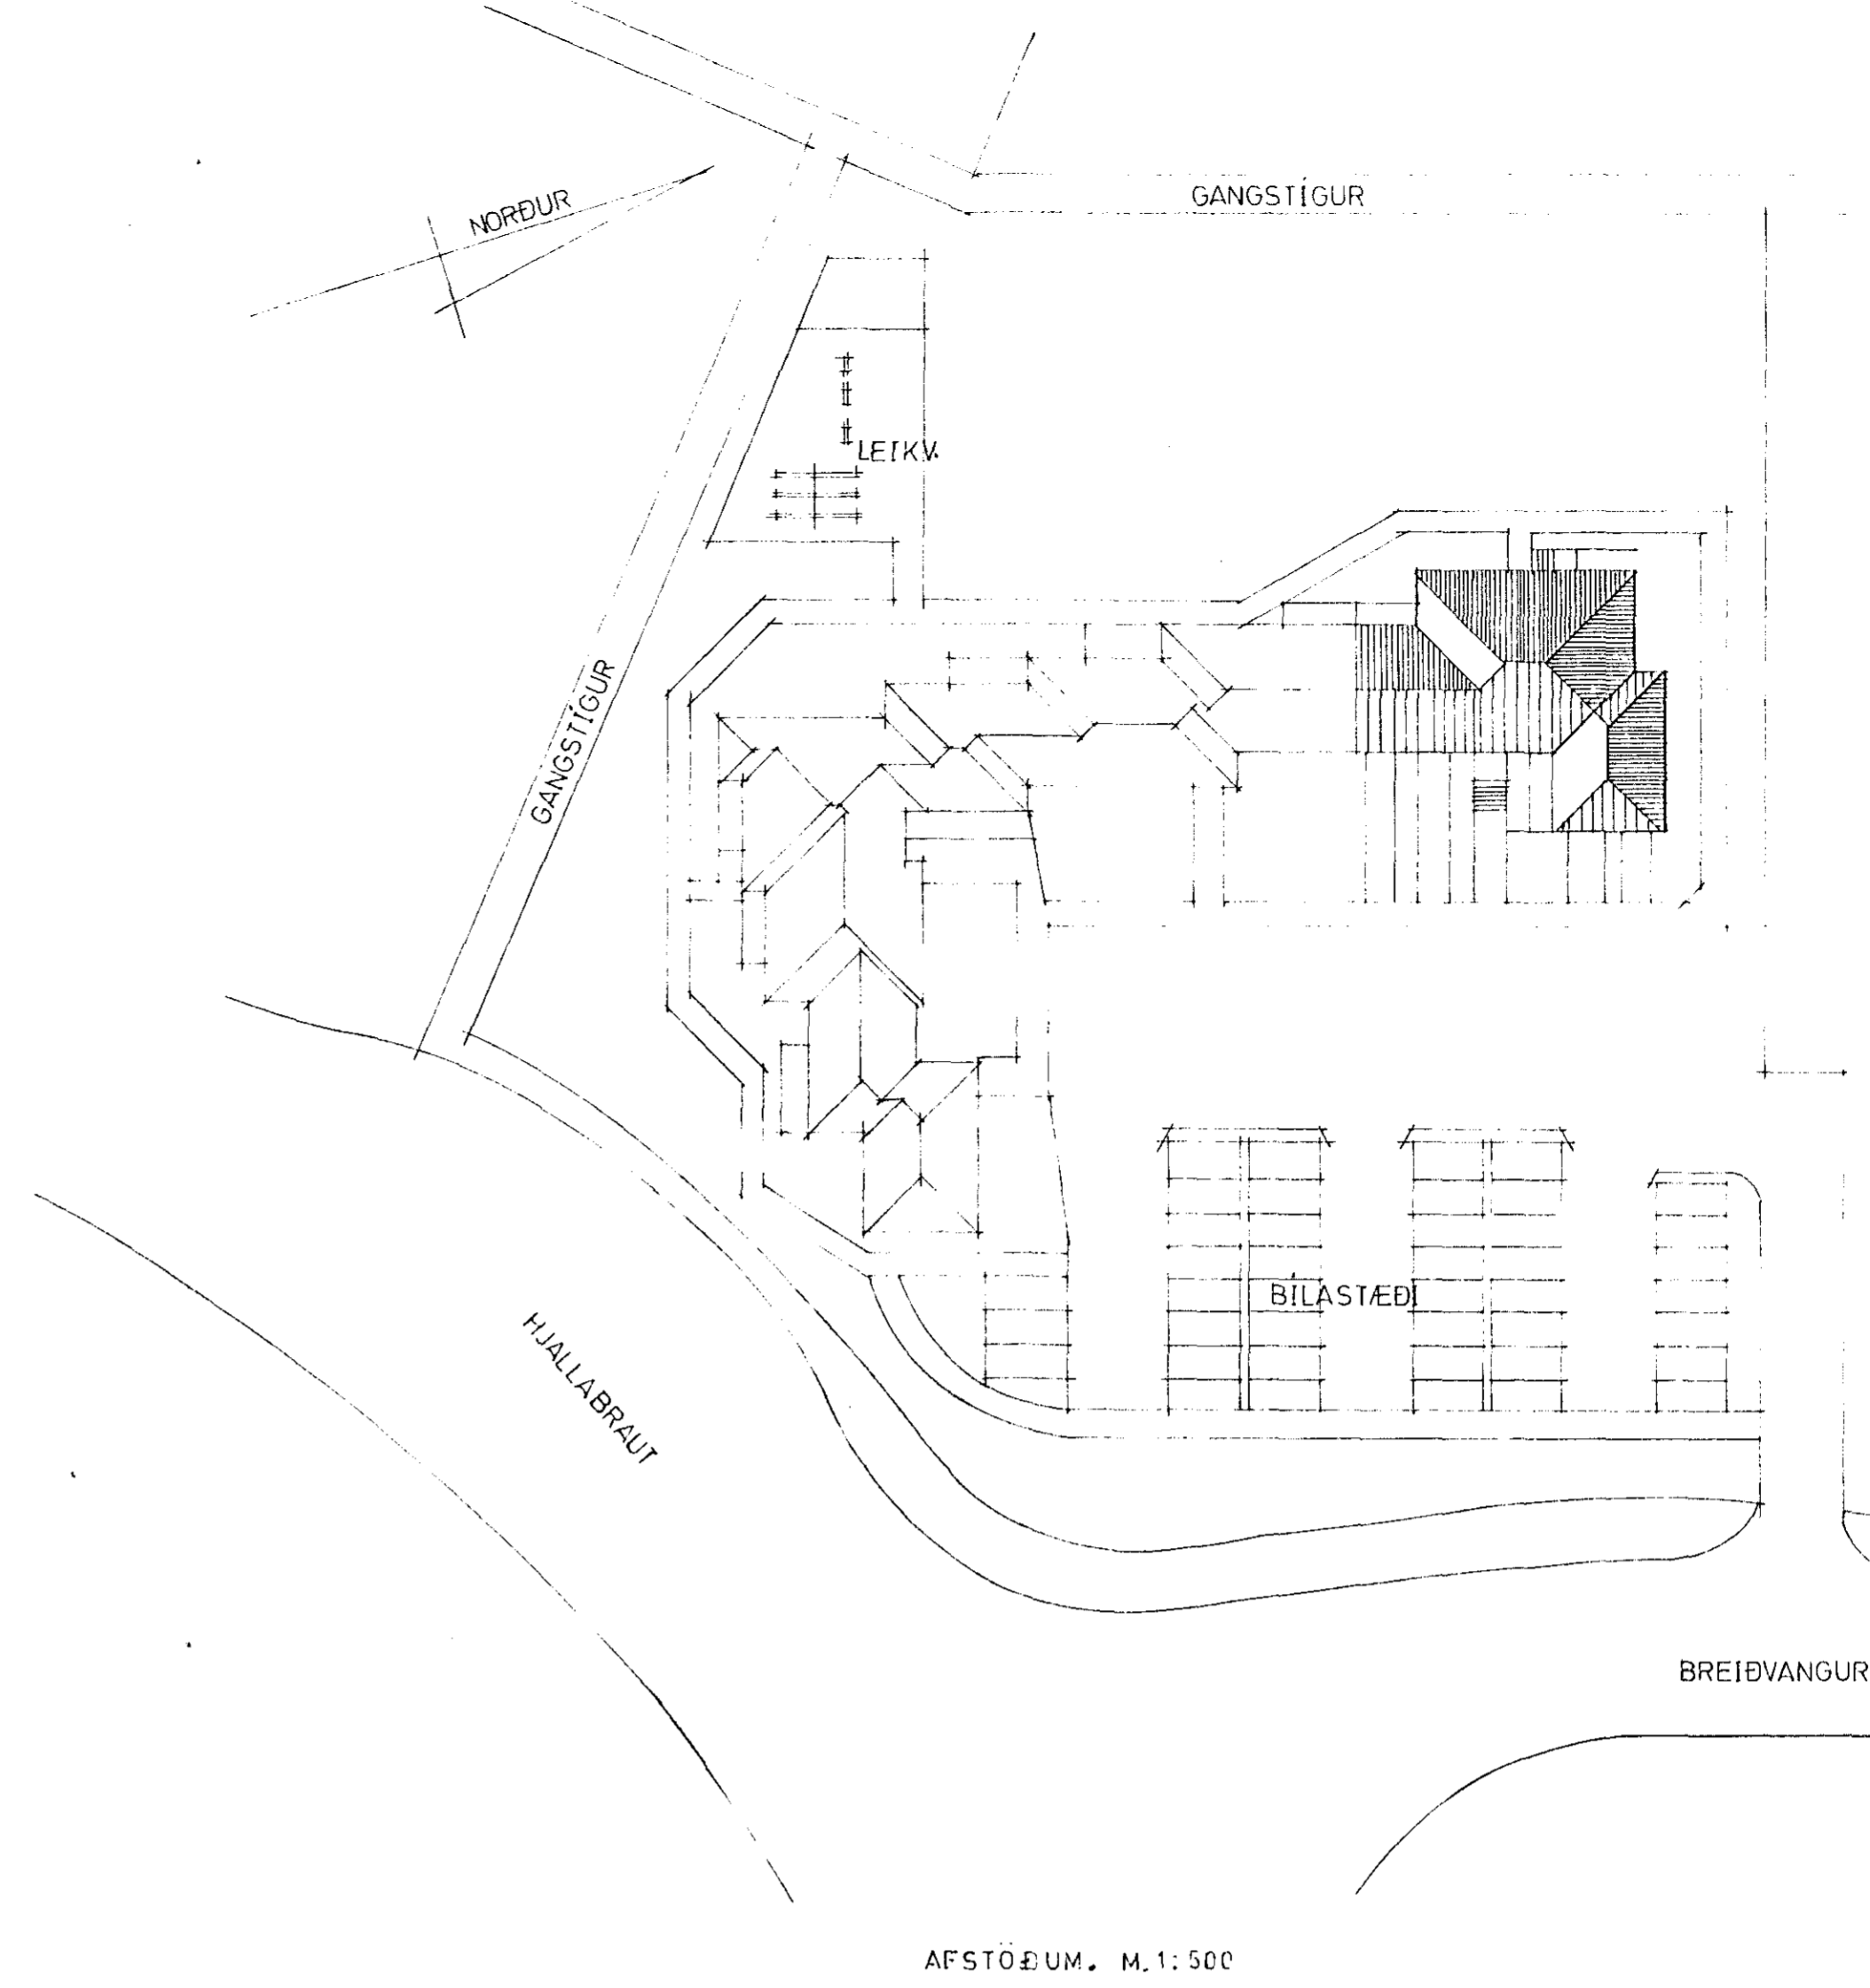 NORÐUR
GANGSTÍGUR
LEIKV.
GANGSTÍGUR
BÍLASTÆÐI
HJALLABRAUT
BREIÐVANGUR
AFSTÖÐUM. M. 1:500